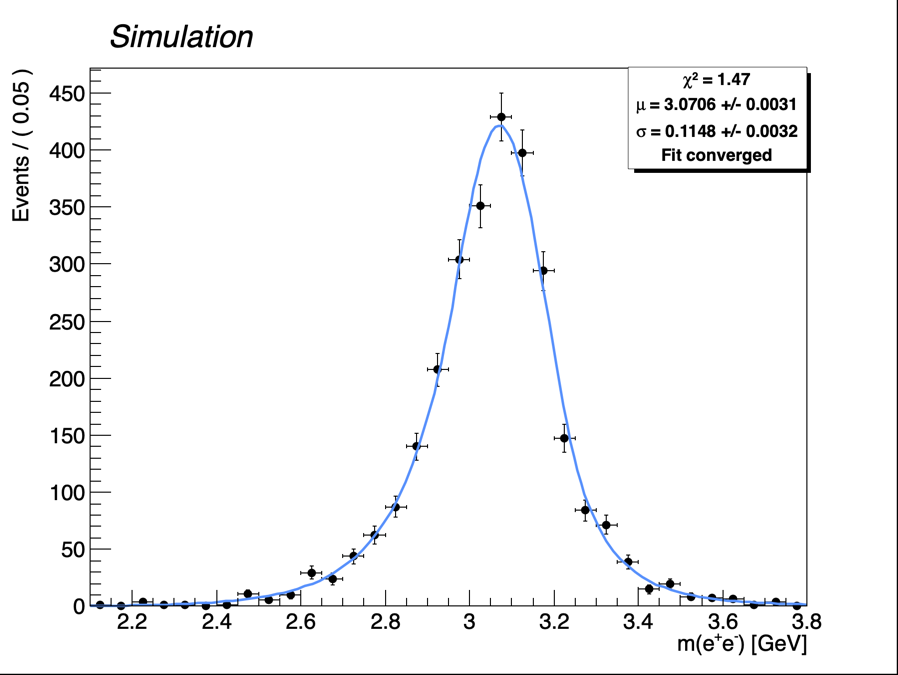 Simulation
Events / ( 0.05 )
450
400
350
300
250
200
150
100
50
0
χ² = 1.47
μ = 3.0706 +/- 0.0031
σ = 0.1148 +/- 0.0032
Fit converged
2.2 2.4 2.6 2.8 3 3.2 3.4 3.6 3.8
m(e⁺e⁻) [GeV]